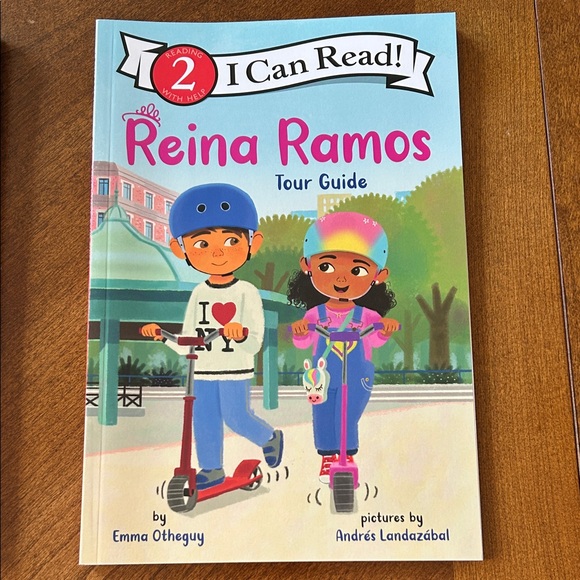 READING
2
WITH HELP
I Can Read!
Reina Ramos
Tour Guide
I
NY
by
Emma Otheguy
pictures by
Andrés Landazábal